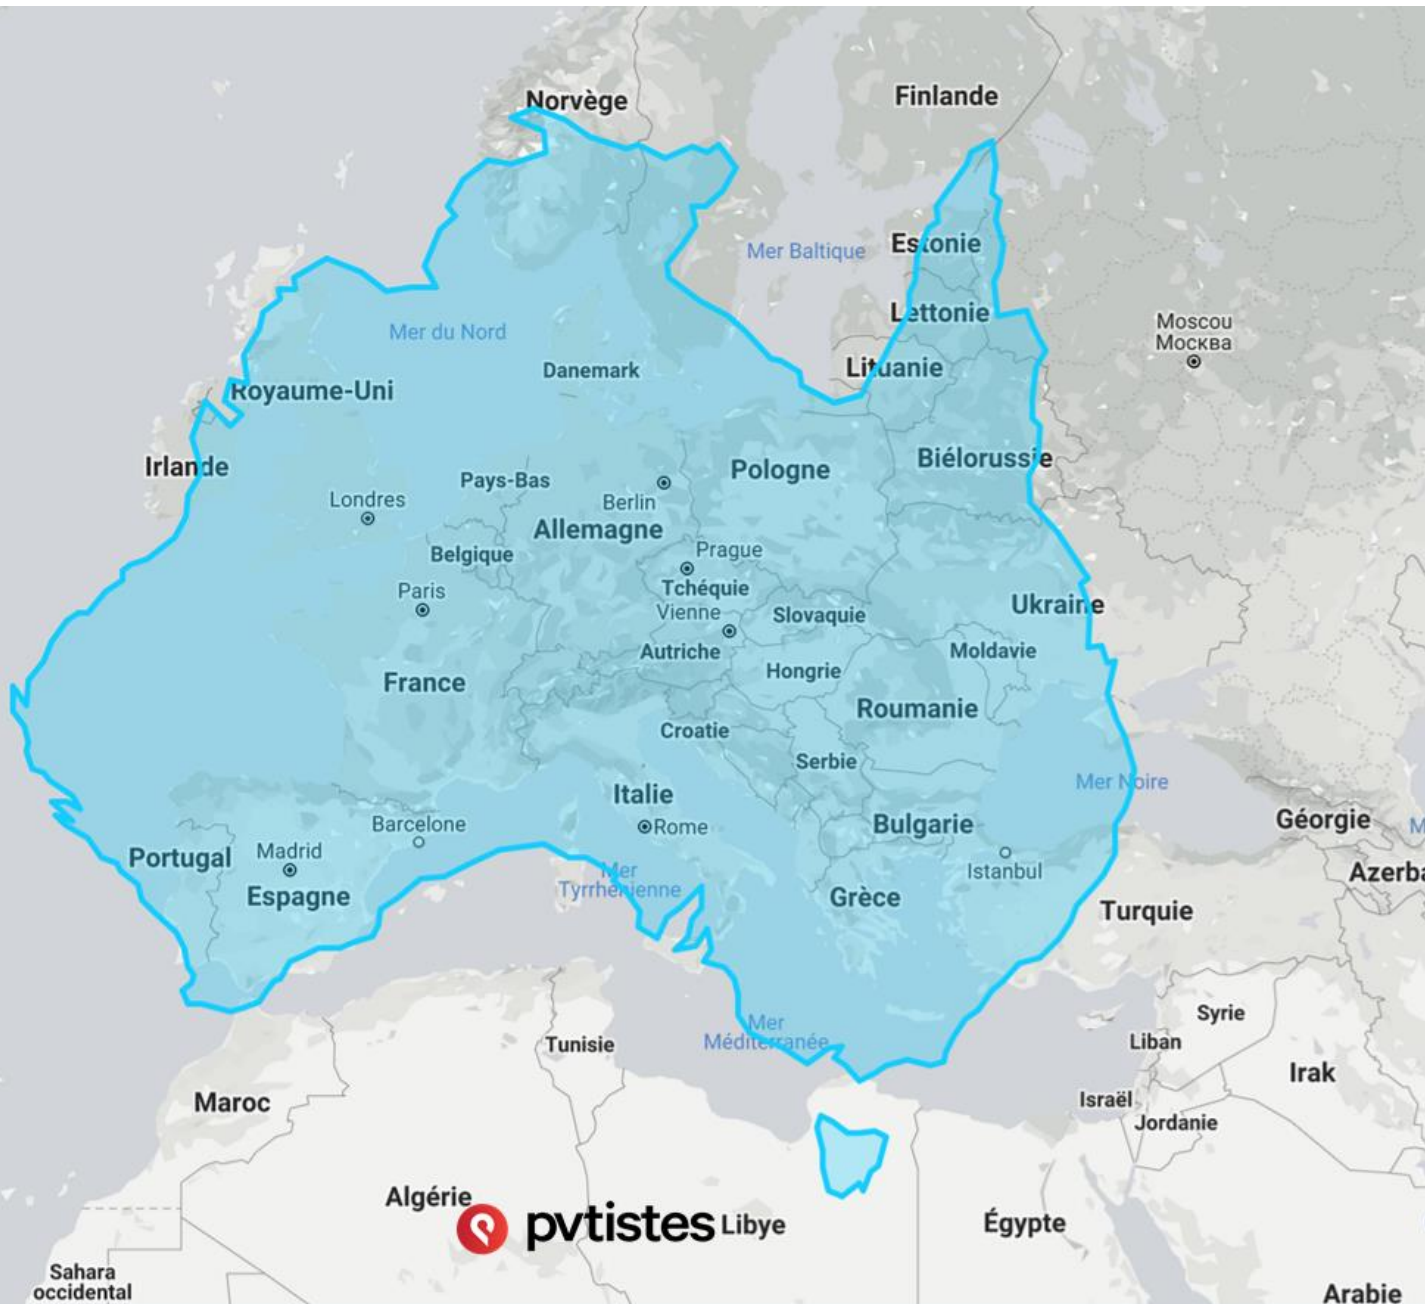 Norvège
Finlande
Mer Baltique
Estonie
Lettonie
Mer du Nord
Moscou
Москва
Danemark
Lituanie
Royaume-Uni
Irlande
Biélorussie
Pologne
Pays-Bas
Londres
Berlin
Allemagne
Belgique
Prague
Tchéquie
Paris
Vienne
Slovaquie
Ukraine
Autriche
Moldavie
Hongrie
France
Roumanie
Croatie
Serbie
Mer Noire
Italie
Rome
Barcelone
Bulgarie
Géorgie
Portugal
Madrid
Espagne
Mer
Tyrrhénienne
Istanbul
Azerba
Grèce
Turquie
Syrie
Mer
Méditerranée
Tunisie
Liban
Irak
Maroc
Israël
Jordanie
Algérie
pvtistes
Libye
Égypte
Sahara
occidental
Arabie